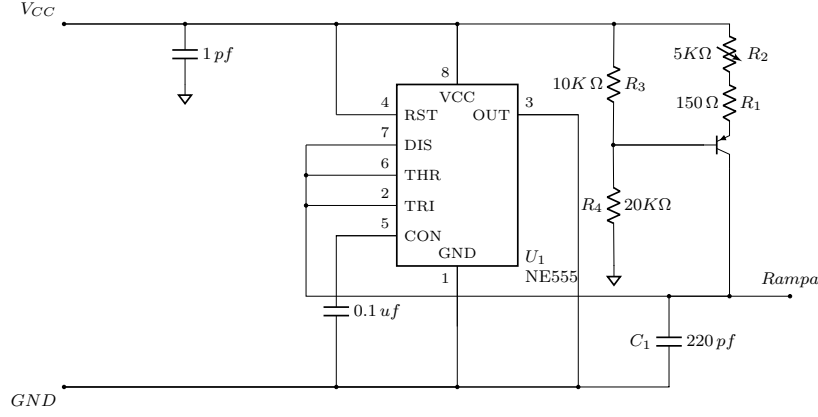 V_CC
1 pf
8
VCC
4
RST
OUT
3
7
DIS
6
THR
2
TRI
5
CON
GND
1
U_1
NE555
0.1 uf
10K Ω
R_3
R_4
20KΩ
5KΩ
R_2
150 Ω
R_1
Rampa
C_1
220 pf
GND